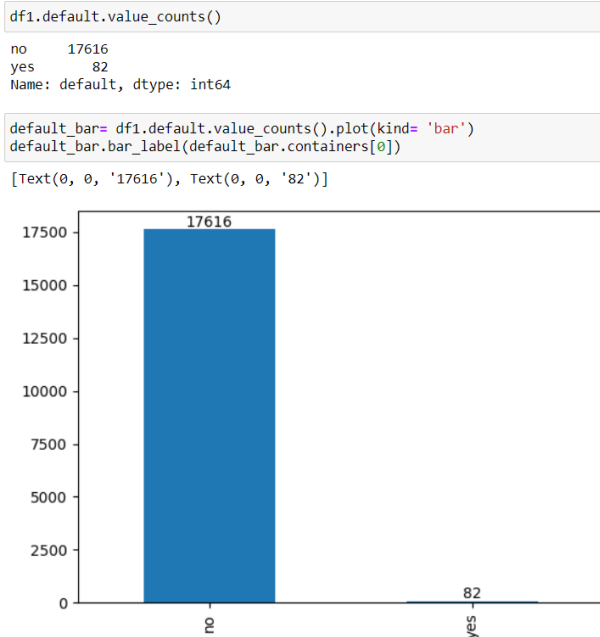 df1.default.value_counts()
no     17616
yes       82
Name: default, dtype: int64
default_bar= df1.default.value_counts().plot(kind= 'bar')
default_bar.bar_label(default_bar.containers[0])
[Text(0, 0, '17616'), Text(0, 0, '82')]
17616
17500
15000
12500
10000
7500
5000
2500
82
0
no
yes